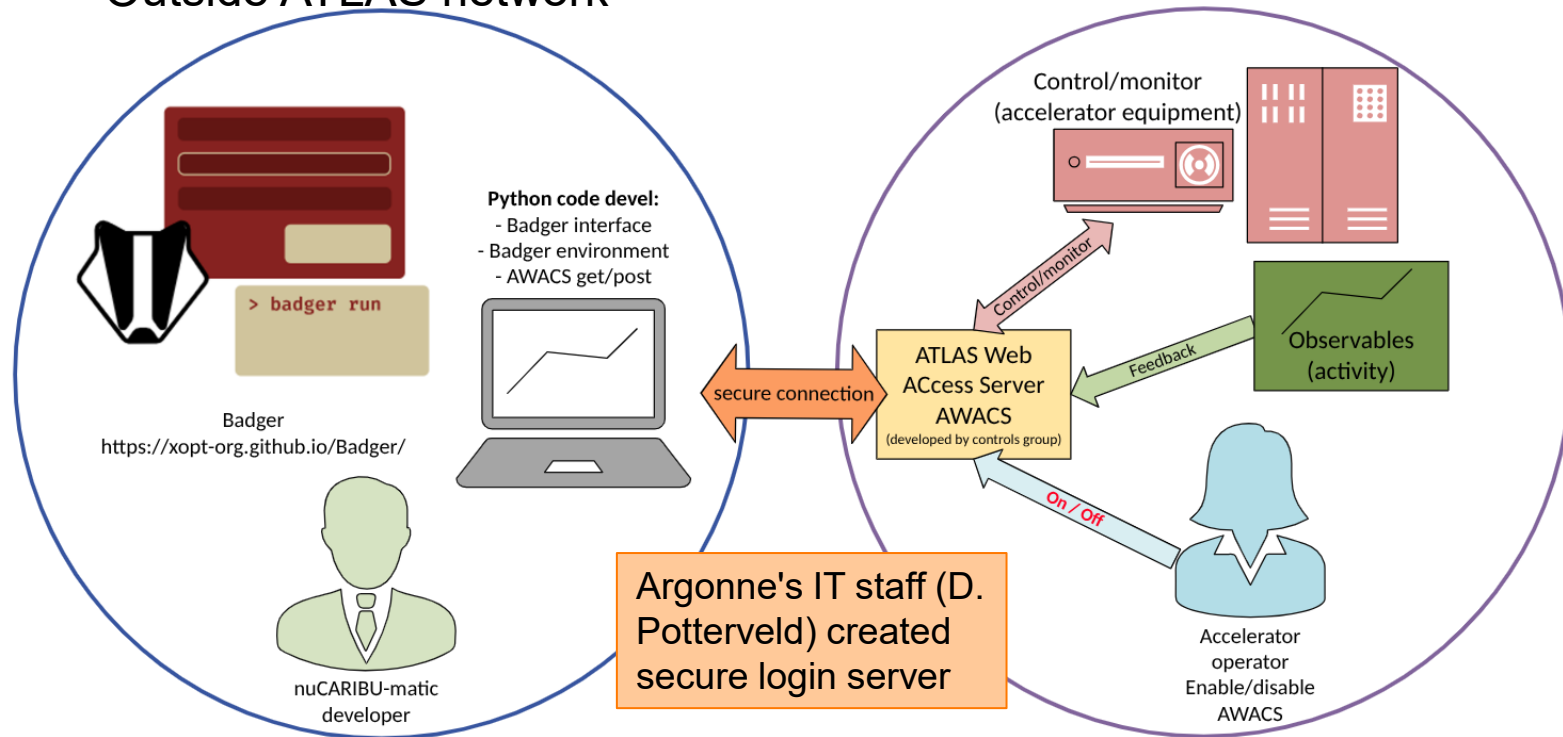 Outside ATLAS network
> badger run
Badger
https://xopt-org.github.io/Badger/
Python code devel:
- Badger interface
- Badger environment
- AWACS get/post
nuCARIBU-matic
developer
secure connection
Argonne's IT staff (D.
Potterveld) created
secure login server
Control/monitor
(accelerator equipment)
Control/monitor
ATLAS Web
ACcess Server
AWACS
(developed by controls group)
Feedback
Observables
(activity)
On / Off
Accelerator
operator
Enable/disable
AWACS